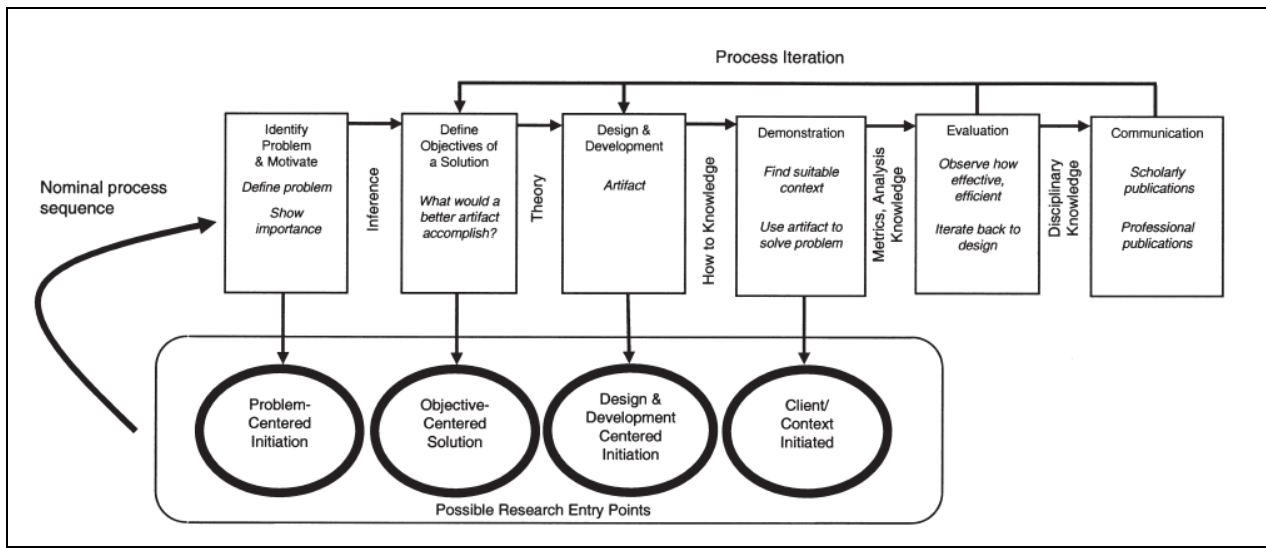 Process Iteration
Nominal process
sequence
Identify
Problem
& Motivate
Define problem
Show
importance
Inference
Define
Objectives of
a Solution
What would a
better artifact
accomplish?
Theory
Design &
Development
Artifact
How to Knowledge
Demonstration
Find suitable
context
Use artifact to
solve problem
Metrics, Analysis
Knowledge
Evaluation
Observe how
effective,
efficient
Iterate back to
design
Disciplinary
Knowledge
Communication
Scholarly
publications
Professional
publications
Problem-
Centered
Initiation
Objective-
Centered
Solution
Design &
Development
Centered
Initiation
Client/
Context
Initiated
Possible Research Entry Points